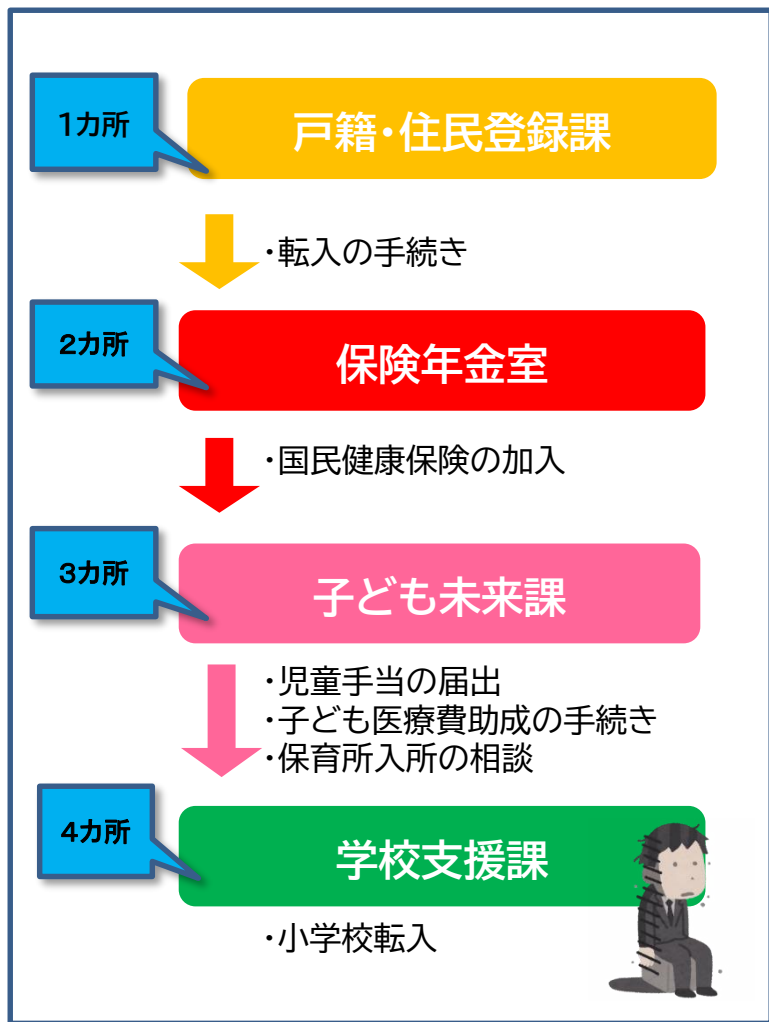 1カ所
戸籍・住民登録課
・転入の手続き
2カ所
保険年金室
・国民健康保険の加入
3カ所
子ども未来課
・児童手当の届出
・子ども医療費助成の手続き
・保育所入所の相談
4カ所
学校支援課
・小学校転入